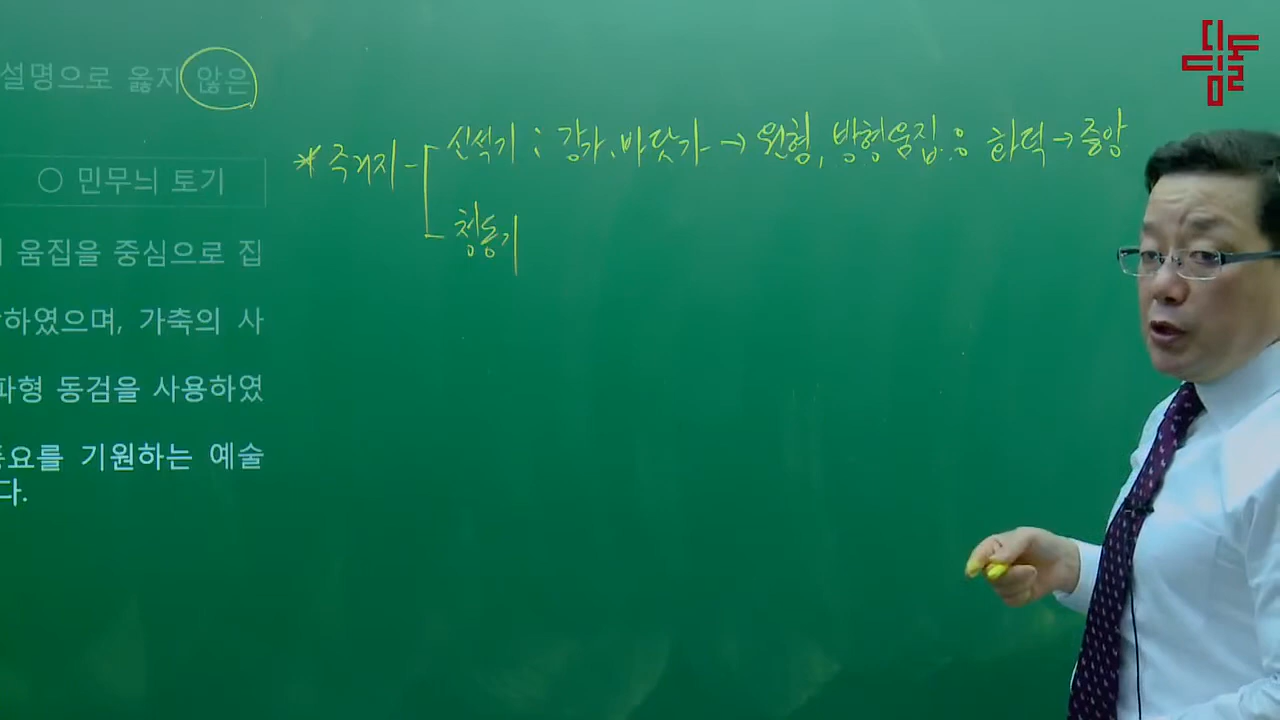 설명으로 옳지 않은
○ 민무늬 토기
움집을 중심으로 집
하였으며, 가축의 사
파형 동검을 사용하였
요를 기원하는 예술
다.
* 주거지 - 신석기 : 강가, 바닷가 → 원형, 방형움집 : 화덕 → 중앙
청동기